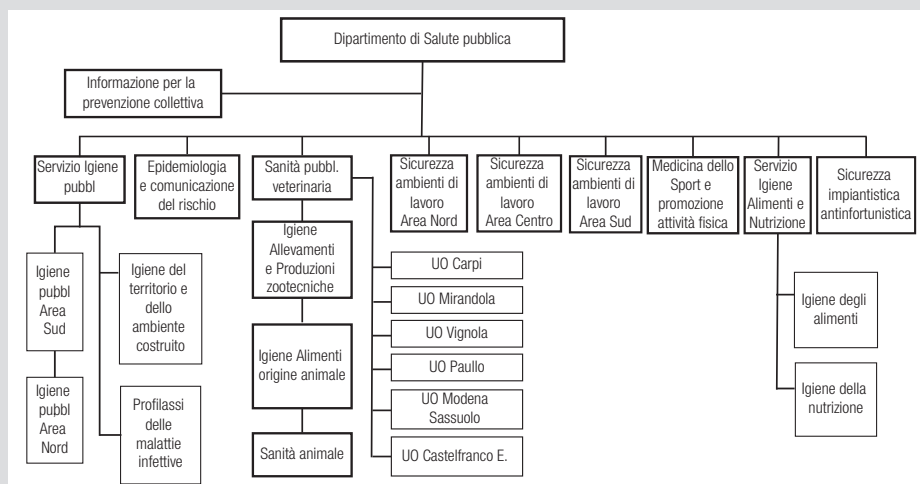 Dipartimento di Salute pubblica
Informazione per la
prevenzione collettiva
Servizio Igiene
pubbl
Epidemiologia
e comunicazione
del rischio
Sanità pubbl.
veterinaria
Sicurezza
ambienti di
lavoro
Area Nord
Sicurezza
ambienti di
lavoro
Area Centro
Sicurezza
ambienti di
lavoro
Area Sud
Medicina dello
Sport e
promozione
attività fisica
Servizio
Igiene
Alimenti e
Nutrizione
Sicurezza
impiantistica
antinfortunistica
Igiene
pubbl
Area
Sud
Igiene
pubbl
Area
Nord
Igiene del
territorio e
dello
ambiente
costruito
Profilassi
delle
malattie
infettive
Igiene
Allevamenti
e Produzioni
zootecniche
Igiene Alimenti
origine animale
Sanità animale
UO Carpi
UO Mirandola
UO Vignola
UO Paullo
UO Modena
Sassuolo
UO Castelfranco E.
Igiene degli
alimenti
Igiene della
nutrizione